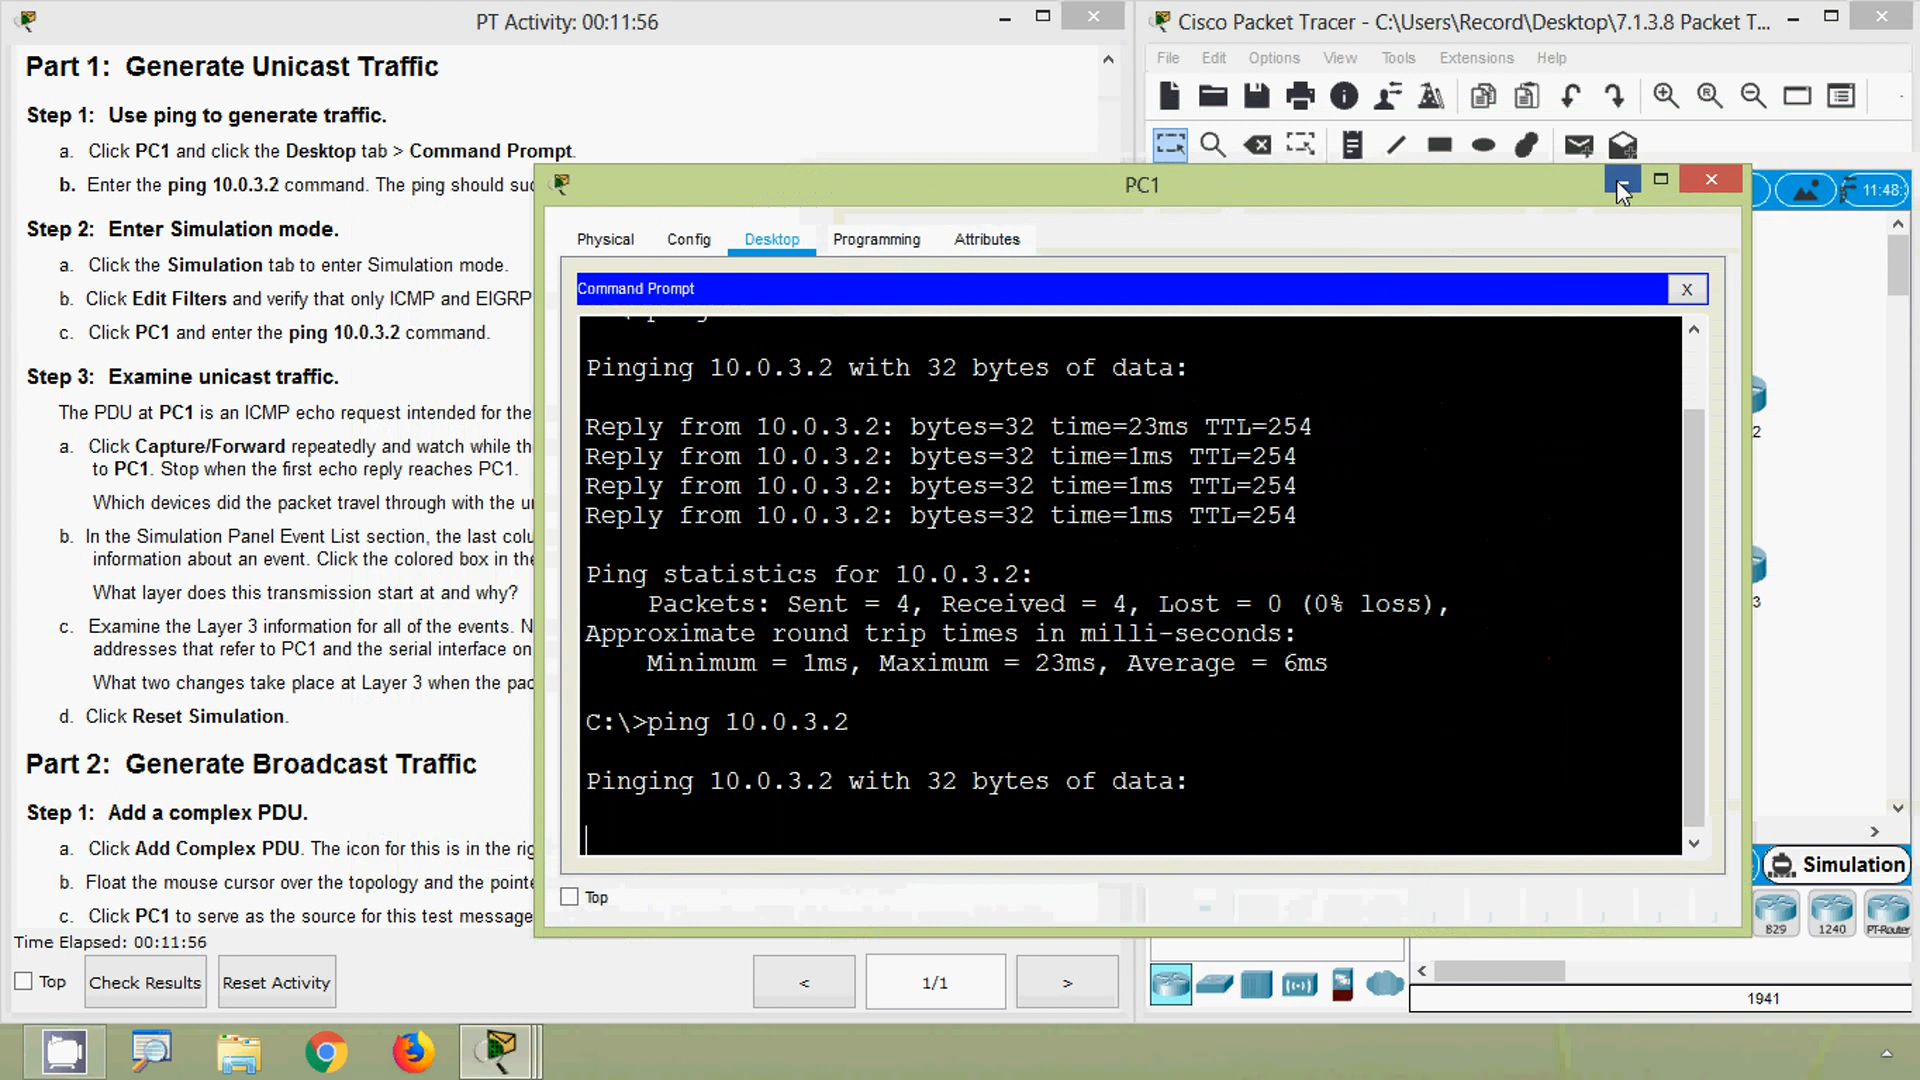 PT Activity: 00:11:56
Part 1: Generate Unicast Traffic
Step 1: Use ping to generate traffic.
a. Click PC1 and click the Desktop tab > Command Prompt.
b. Enter the ping 10.0.3.2 command. The ping should
Step 2: Enter Simulation mode.
a. Click the Simulation tab to enter Simulation mode.
b. Click Edit Filters and verify that only ICMP and EIGRP
c. Click PC1 and enter the ping 10.0.3.2 command.
Step 3: Examine unicast traffic.
The PDU at PC1 is an ICMP echo request intended for the
a. Click Capture/Forward repeatedly and watch while the
to PC1. Stop when the first echo reply reaches PC1.
Which devices did the packet travel through with the
b. In the Simulation Panel Event List section, the last
information about an event. Click the colored box in the
What layer does this transmission start at and why?
c. Examine the Layer 3 information for all of the events.
addresses that refer to PC1 and the serial interface on
What two changes take place at Layer 3 when the
d. Click Reset Simulation.
Part 2: Generate Broadcast Traffic
Step 1: Add a complex PDU.
a. Click Add Complex PDU. The icon for this is in the
b. Float the mouse cursor over the topology and the
c. Click PC1 to serve as the source for this test message
Time Elapsed: 00:11:56
Top
Check Results
Reset Activity
<
1/1
>
Cisco Packet Tracer - C:\Users\Record\Desktop\7.1.3.8 Packet T...
File Edit Options View Tools Extensions Help
11:48:
PC1
Physical Config Desktop Programming Attributes
Command Prompt
X
Pinging 10.0.3.2 with 32 bytes of data:
Reply from 10.0.3.2: bytes=32 time=23ms TTL=254
Reply from 10.0.3.2: bytes=32 time=1ms TTL=254
Reply from 10.0.3.2: bytes=32 time=1ms TTL=254
Reply from 10.0.3.2: bytes=32 time=1ms TTL=254
Ping statistics for 10.0.3.2:
Packets: Sent = 4, Received = 4, Lost = 0 (0% loss),
Approximate round trip times in milli-seconds:
Minimum = 1ms, Maximum = 23ms, Average = 6ms
C:\>ping 10.0.3.2
Pinging 10.0.3.2 with 32 bytes of data:
Top
2
3
Simulation
829 1240 PT-Router
1941